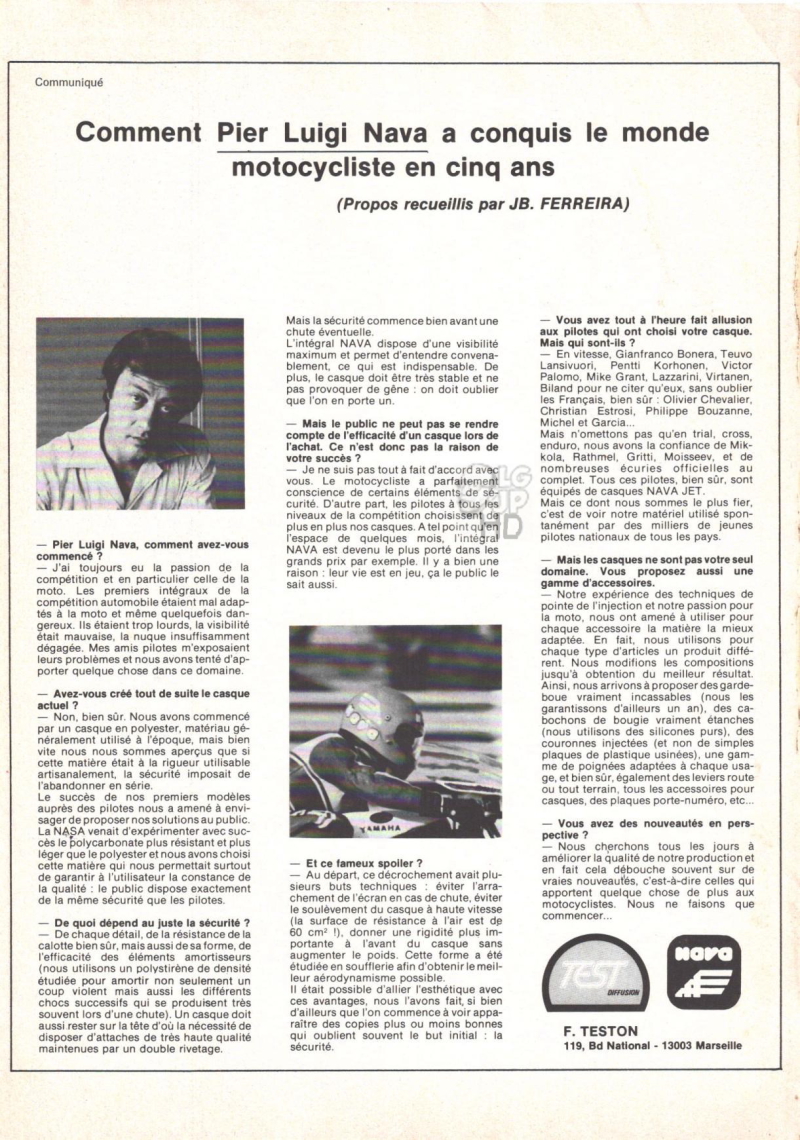 Communiqué
Comment Pier Luigi Nava a conquis le monde
motocycliste en cinq ans
(Propos recueillis par JB. FERREIRA)
— Pier Luigi Nava, comment avez-vous
commencé ?
— J'ai toujours eu la passion de la
compétition et en particulier celle de la
moto. Les premiers intégraux de la
compétition automobile étaient mal adap-
tés à la moto et même quelquefois dan-
gereux. Ils étaient trop lourds, la visibilité
était mauvaise, la nuque insuffisamment
dégagée. Mes amis pilotes m'exposaient
leurs problèmes et nous avons tenté d'ap-
porter quelque chose dans ce domaine.
— Avez-vous créé tout de suite le casque
actuel ?
— Non, bien sûr. Nous avons commencé
par un casque en polyester, matériau gé-
néralement utilisé à l'époque, mais bien
vite nous nous sommes aperçus que si
cette matière était à la rigueur utilisable
artisanalement, la sécurité imposait de
l'abandonner en série.
Le succès de nos premiers modèles
auprès des pilotes nous a amené à envi-
sager de proposer nos solutions au public.
La NASA venait d'expérimenter avec suc-
cès le polycarbonate plus résistant et plus
léger que le polyester et nous avons choisi
cette matière qui nous permettait surtout
de garantir à l'utilisateur la constance de
la qualité : le public dispose exactement
de la même sécurité que les pilotes.
— De quoi dépend au juste la sécurité ?
— De chaque détail, de la résistance de la
calotte bien sûr, mais aussi de sa forme, de
l'efficacité des éléments amortisseurs
(nous utilisons un polystirène de densité
étudiée pour amortir non seulement un
coup violent mais aussi les différents
chocs successifs qui se produisent très
souvent lors d'une chute). Un casque doit
aussi rester sur la tête d'où la nécessité de
disposer d'attaches de très haute qualité
maintenues par un double rivetage.
Mais la sécurité commence bien avant une
chute éventuelle.
L'intégral NAVA dispose d'une visibilité
maximum et permet d'entendre convena-
blement, ce qui est indispensable. De
plus, le casque doit être très stable et ne
pas provoquer de gêne : on doit oublier
que l'on en porte un.
— Mais le public ne peut pas se rendre
compte de l'efficacité d'un casque lors de
l'achat. Ce n'est donc pas la raison de
votre succès ?
— Je ne suis pas tout à fait d'accord avec
vous. Le motocycliste a parfaitement
conscience de certains éléments de sé-
curité. D'autre part, les pilotes à tous les
niveaux de la compétition choisissent de
plus en plus nos casques. A tel point qu'en
l'espace de quelques mois, l'intégral
NAVA est devenu le plus porté dans les
grands prix par exemple. Il y a bien une
raison : leur vie est en jeu, ça le public le
sait aussi.
YAMAHA
— Et ce fameux spoiler ?
— Au départ, ce décrochement avait plu-
sieurs buts techniques : éviter l'arra-
chement de l'écran en cas de chute, éviter
le soulèvement du casque à haute vitesse
(la surface de résistance à l'air est de
60 cm² !), donner une rigidité plus im-
portante à l'avant du casque sans
augmenter le poids. Cette forme a été
étudiée en soufflerie afin d'obtenir le meil-
leur aérodynamisme possible.
Il était possible d'allier l'esthétique avec
ces avantages, nous l'avons fait, si bien
d'ailleurs que l'on commence à voir appa-
raître des copies plus ou moins bonnes
qui oublient souvent le but initial : la
sécurité.
— Vous avez tout à l'heure fait allusion
aux pilotes qui ont choisi votre casque.
Mais qui sont-ils ?
— En vitesse, Gianfranco Bonera, Teuvo
Lansivuori, Pentti Korhonen, Victor
Palomo, Mike Grant, Lazzarini, Virtanen,
Biland pour ne citer qu'eux, sans oublier
les Français, bien sûr : Olivier Chevalier,
Christian Estrosi, Philippe Bouzanne,
Michel et Garcia...
Mais n'omettons pas qu'en trial, cross,
enduro, nous avons la confiance de Mik-
kola, Rathmel, Gritti, Moisseev, et de
nombreuses écuries officielles au
complet. Tous ces pilotes, bien sûr, sont
équipés de casques NAVA JET.
Mais ce dont nous sommes le plus fier,
c'est de voir notre matériel utilisé spon-
tanément par des milliers de jeunes
pilotes nationaux de tous les pays.
— Mais les casques ne sont pas votre seul
domaine. Vous proposez aussi une
gamme d'accessoires.
— Notre expérience des techniques de
pointe de l'injection et notre passion pour
la moto, nous ont amené à utiliser pour
chaque accessoire la matière la mieux
adaptée. En fait, nous utilisons pour
chaque type d'articles un produit diffé-
rent. Nous modifions les compositions
jusqu'à obtention du meilleur résultat.
Ainsi, nous arrivons à proposer des garde-
boue vraiment incassables (nous les
garantissons d'ailleurs un an), des ca-
bochons de bougie vraiment étanches
(nous utilisons des silicones purs), des
couronnes injectées (et non de simples
plaques de plastique usinées), une gam-
me de poignées adaptées à chaque usa-
ge, et bien sûr, également des leviers route
ou tout terrain, tous les accessoires pour
casques, des plaques porte-numéro, etc...
— Vous avez des nouveautés en pers-
pective ?
— Nous cherchons tous les jours à
améliorer la qualité de notre production et
en fait cela débouche souvent sur de
vraies nouveautés, c'est-à-dire celles qui
apportent quelque chose de plus aux
motocyclistes. Nous ne faisons que
commencer...
TEST
DIFFUSION
NAVA
F. TESTON
119, Bd National - 13003 Marseille